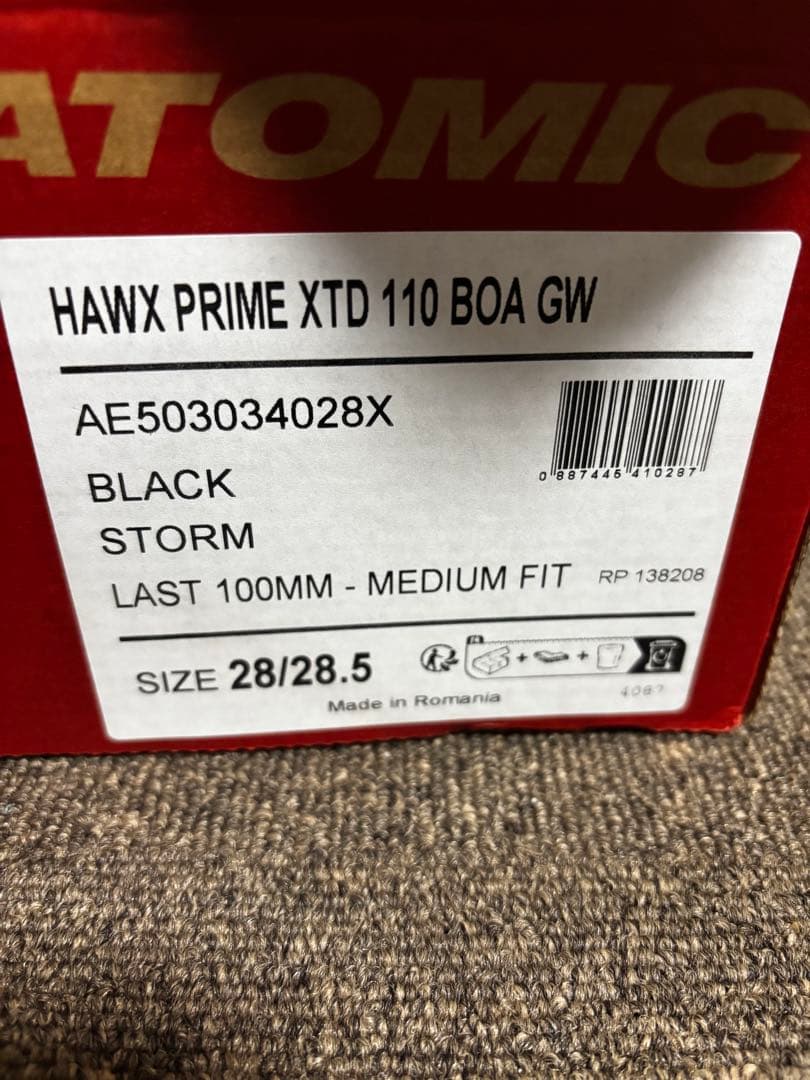 ATOMIC
HAWX PRIME XTD 110 BOA GW
AE503034028X
0 887445 410287
BLACK
STORM
LAST 100MM - MEDIUM FIT RP 138208
SIZE 28/28.5
Made in Romania